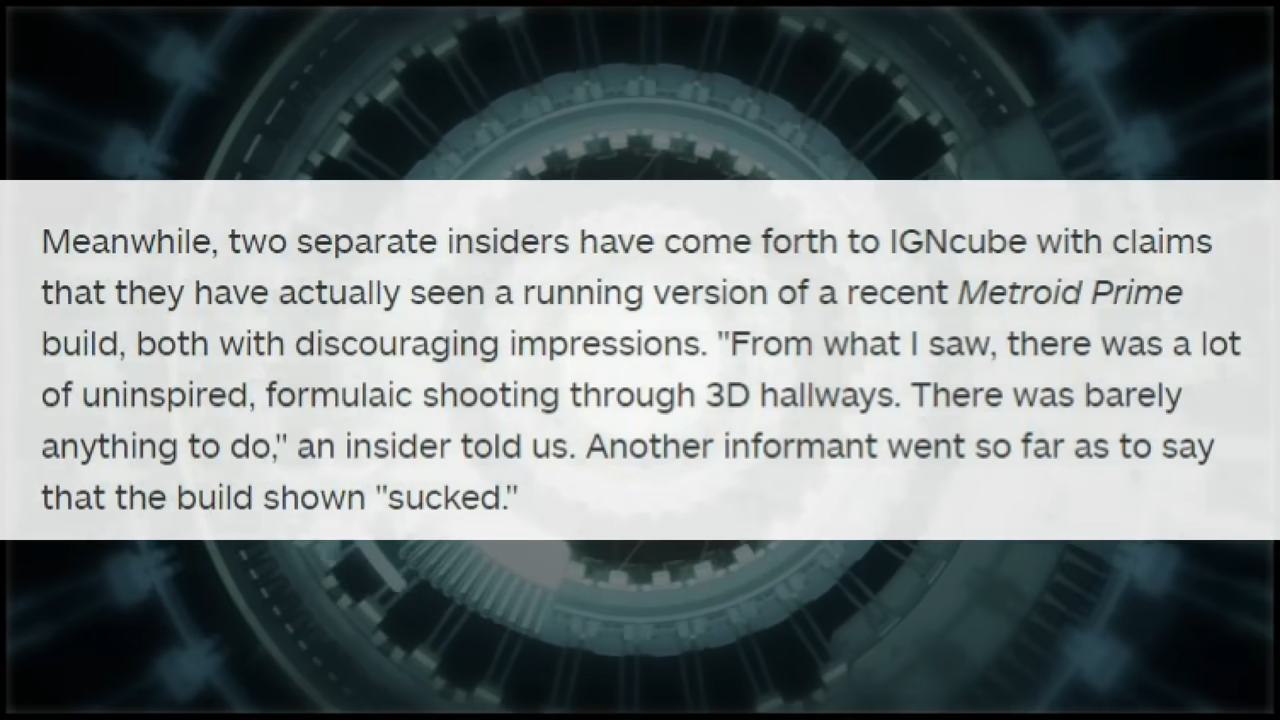 Meanwhile, two separate insiders have come forth to IGNcube with claims
that they have actually seen a running version of a recent Metroid Prime
build, both with discouraging impressions. "From what I saw, there was a lot
of uninspired, formulaic shooting through 3D hallways. There was barely
anything to do," an insider told us. Another informant went so far as to say
that the build shown "sucked."